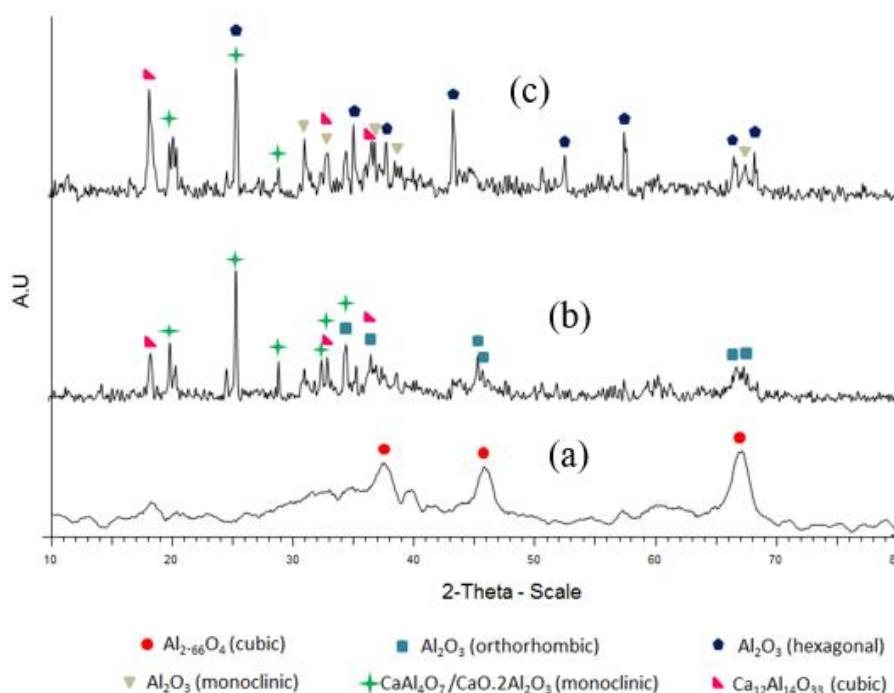 (c)
(b)
(a)
A.U
10 20 30 40 50 60 70 80
2-Theta - Scale
Al₂-₆₆O₄ (cubic) Al₂O₃ (orthorhombic) Al₂O₃ (hexagonal)
Al₂O₃ (monoclinic) CaAl₄O₇/CaO.2Al₂O₃ (monoclinic) Ca₁₂Al₁₄O₃₃ (cubic)